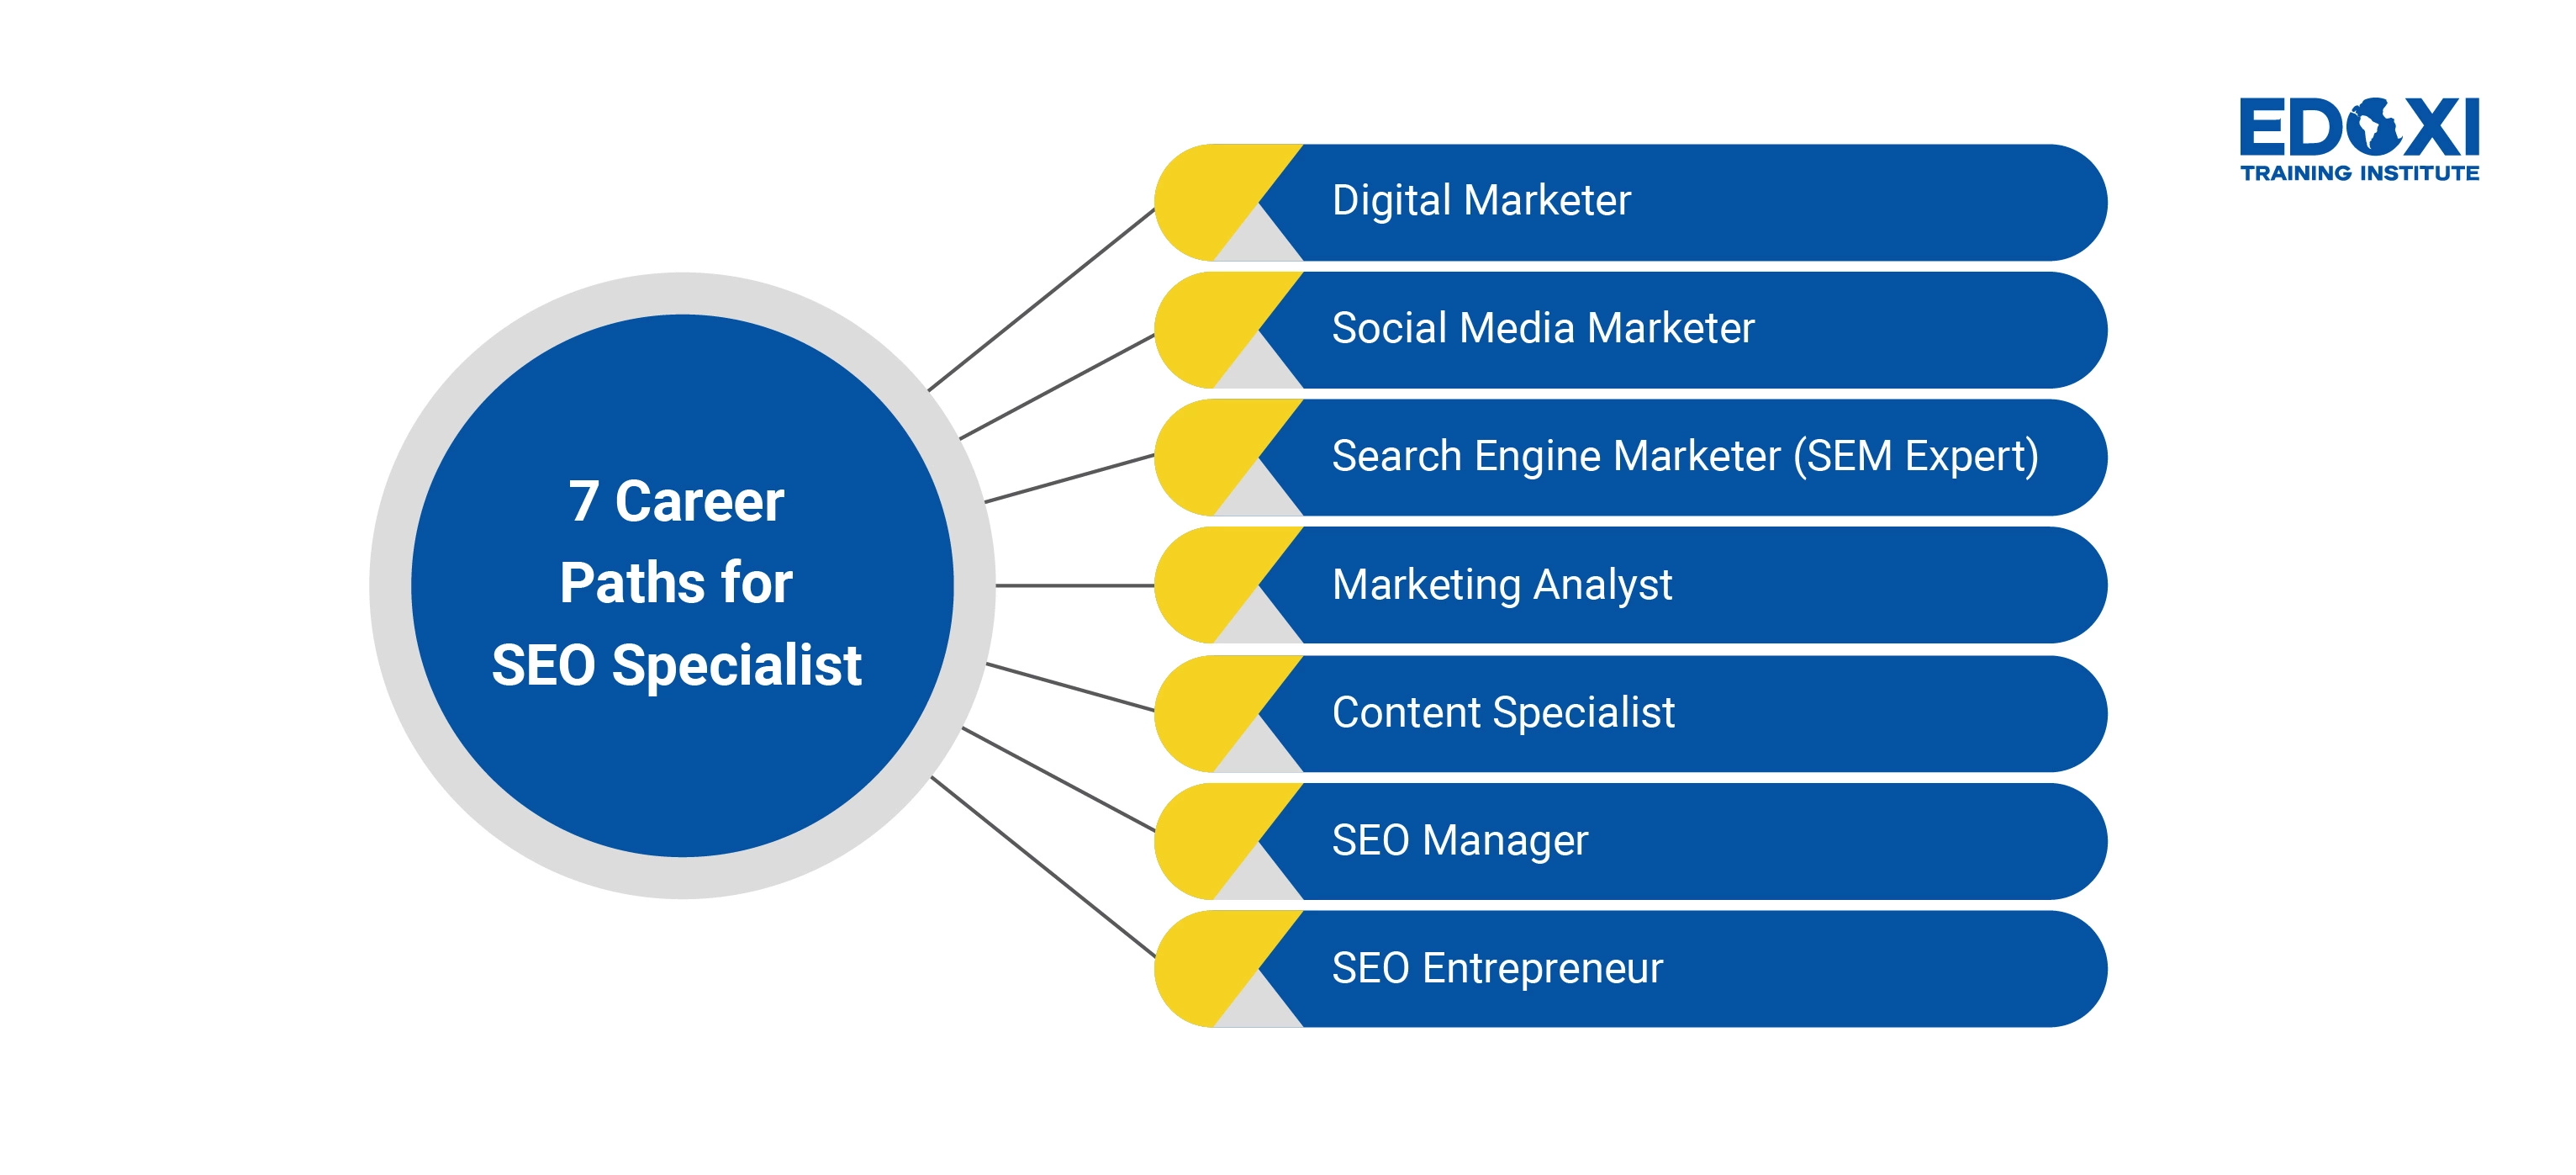 EDOXI
TRAINING INSTITUTE
7 Career
Paths for
SEO Specialist
Digital Marketer
Social Media Marketer
Search Engine Marketer (SEM Expert)
Marketing Analyst
Content Specialist
SEO Manager
SEO Entrepreneur